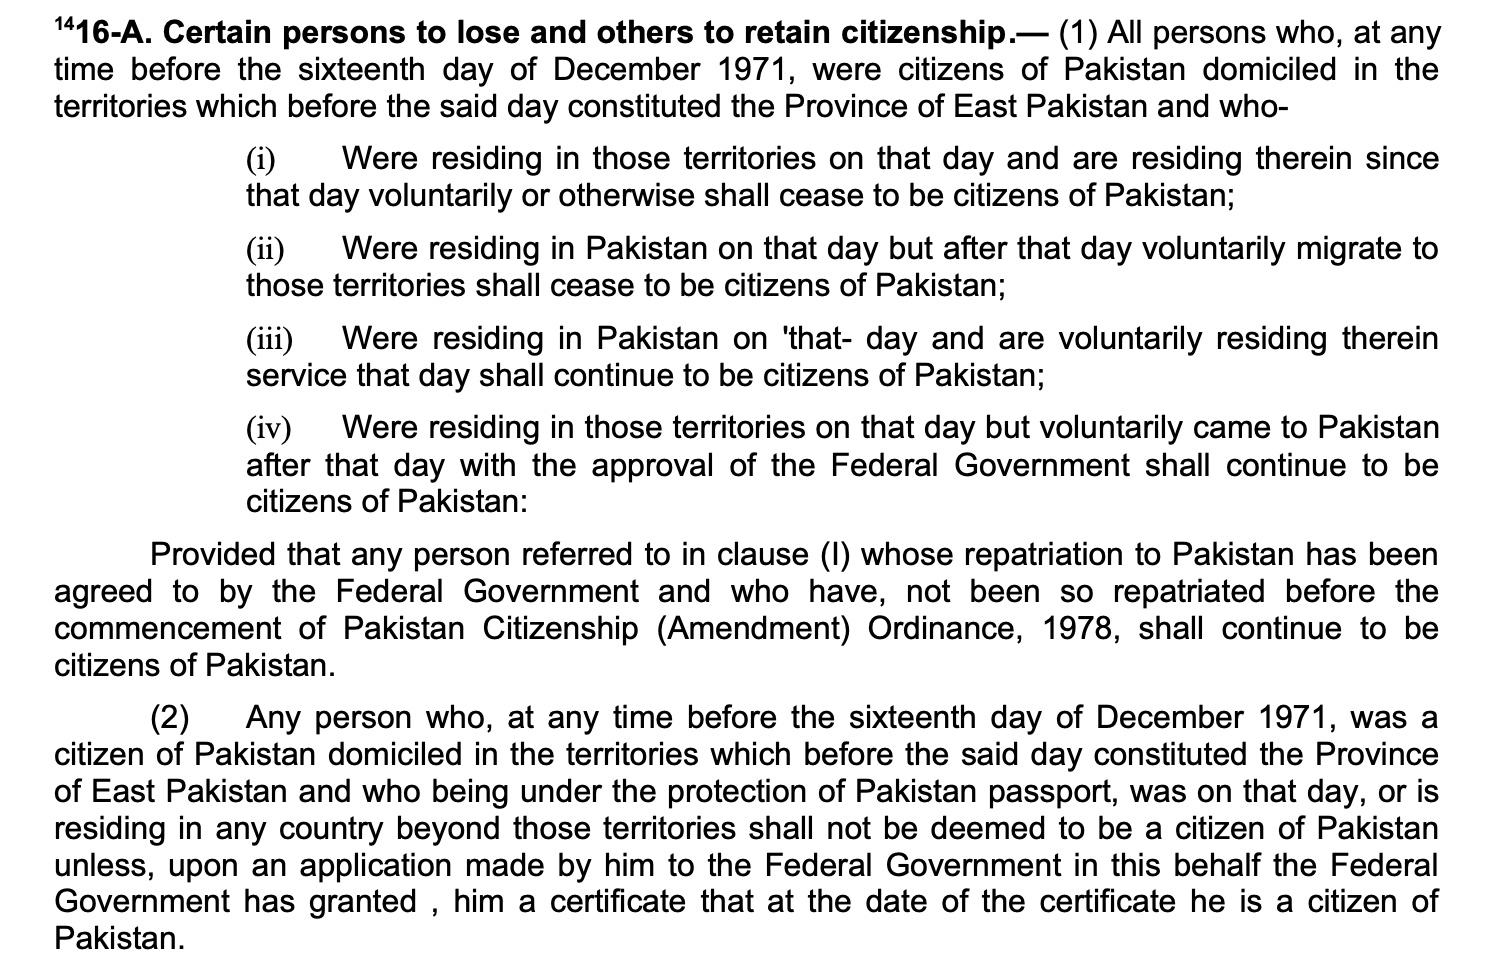 ¹⁴16-A. Certain persons to lose and others to retain citizenship.— (1) All persons who, at any
time before the sixteenth day of December 1971, were citizens of Pakistan domiciled in the
territories which before the said day constituted the Province of East Pakistan and who-
(i) Were residing in those territories on that day and are residing therein since
that day voluntarily or otherwise shall cease to be citizens of Pakistan;
(ii) Were residing in Pakistan on that day but after that day voluntarily migrate to
those territories shall cease to be citizens of Pakistan;
(iii) Were residing in Pakistan on 'that- day and are voluntarily residing therein
service that day shall continue to be citizens of Pakistan;
(iv) Were residing in those territories on that day but voluntarily came to Pakistan
after that day with the approval of the Federal Government shall continue to be
citizens of Pakistan:
Provided that any person referred to in clause (I) whose repatriation to Pakistan has been
agreed to by the Federal Government and who have, not been so repatriated before the
commencement of Pakistan Citizenship (Amendment) Ordinance, 1978, shall continue to be
citizens of Pakistan.
(2) Any person who, at any time before the sixteenth day of December 1971, was a
citizen of Pakistan domiciled in the territories which before the said day constituted the Province
of East Pakistan and who being under the protection of Pakistan passport, was on that day, or is
residing in any country beyond those territories shall not be deemed to be a citizen of Pakistan
unless, upon an application made by him to the Federal Government in this behalf the Federal
Government has granted , him a certificate that at the date of the certificate he is a citizen of
Pakistan.